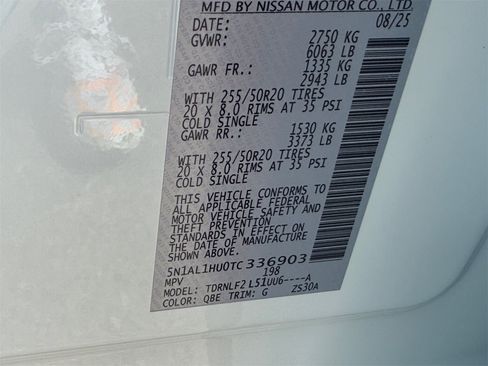 MFD BY NISSAN MOTOR CO., LTD.
DATE: 08/25
GVWR: 2750 KG
6063 LB
GAWR FR.: 1335 KG
2943 LB
WITH 255/50R20 TIRES
20 X 8.0 RIMS AT 35 PSI
COLD SINGLE
GAWR RR.: 1530 KG
3373 LB
WITH 255/50R20 TIRES
20 X 8.0 RIMS AT 35 PSI
COLD SINGLE
THIS VEHICLE CONFORMS TO
ALL APPLICABLE FEDERAL
MOTOR VEHICLE SAFETY AND
THEFT PREVENTION
STANDARDS IN EFFECT ON
THE DATE OF MANUFACTURE
SHOWN ABOVE.
5N1AL1HU0TC336903
MPV 198
MODEL: TDRNLF2 L51UU6----A
COLOR: QBE TRIM: G ZS30A